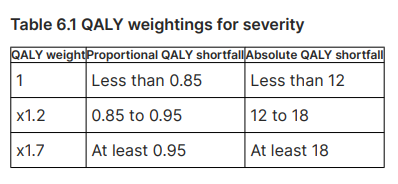 Table 6.1 QALY weightings for severity
QALY weight Proportional QALY shortfall Absolute QALY shortfall
1 Less than 0.85 Less than 12
x1.2 0.85 to 0.95 12 to 18
x1.7 At least 0.95 At least 18